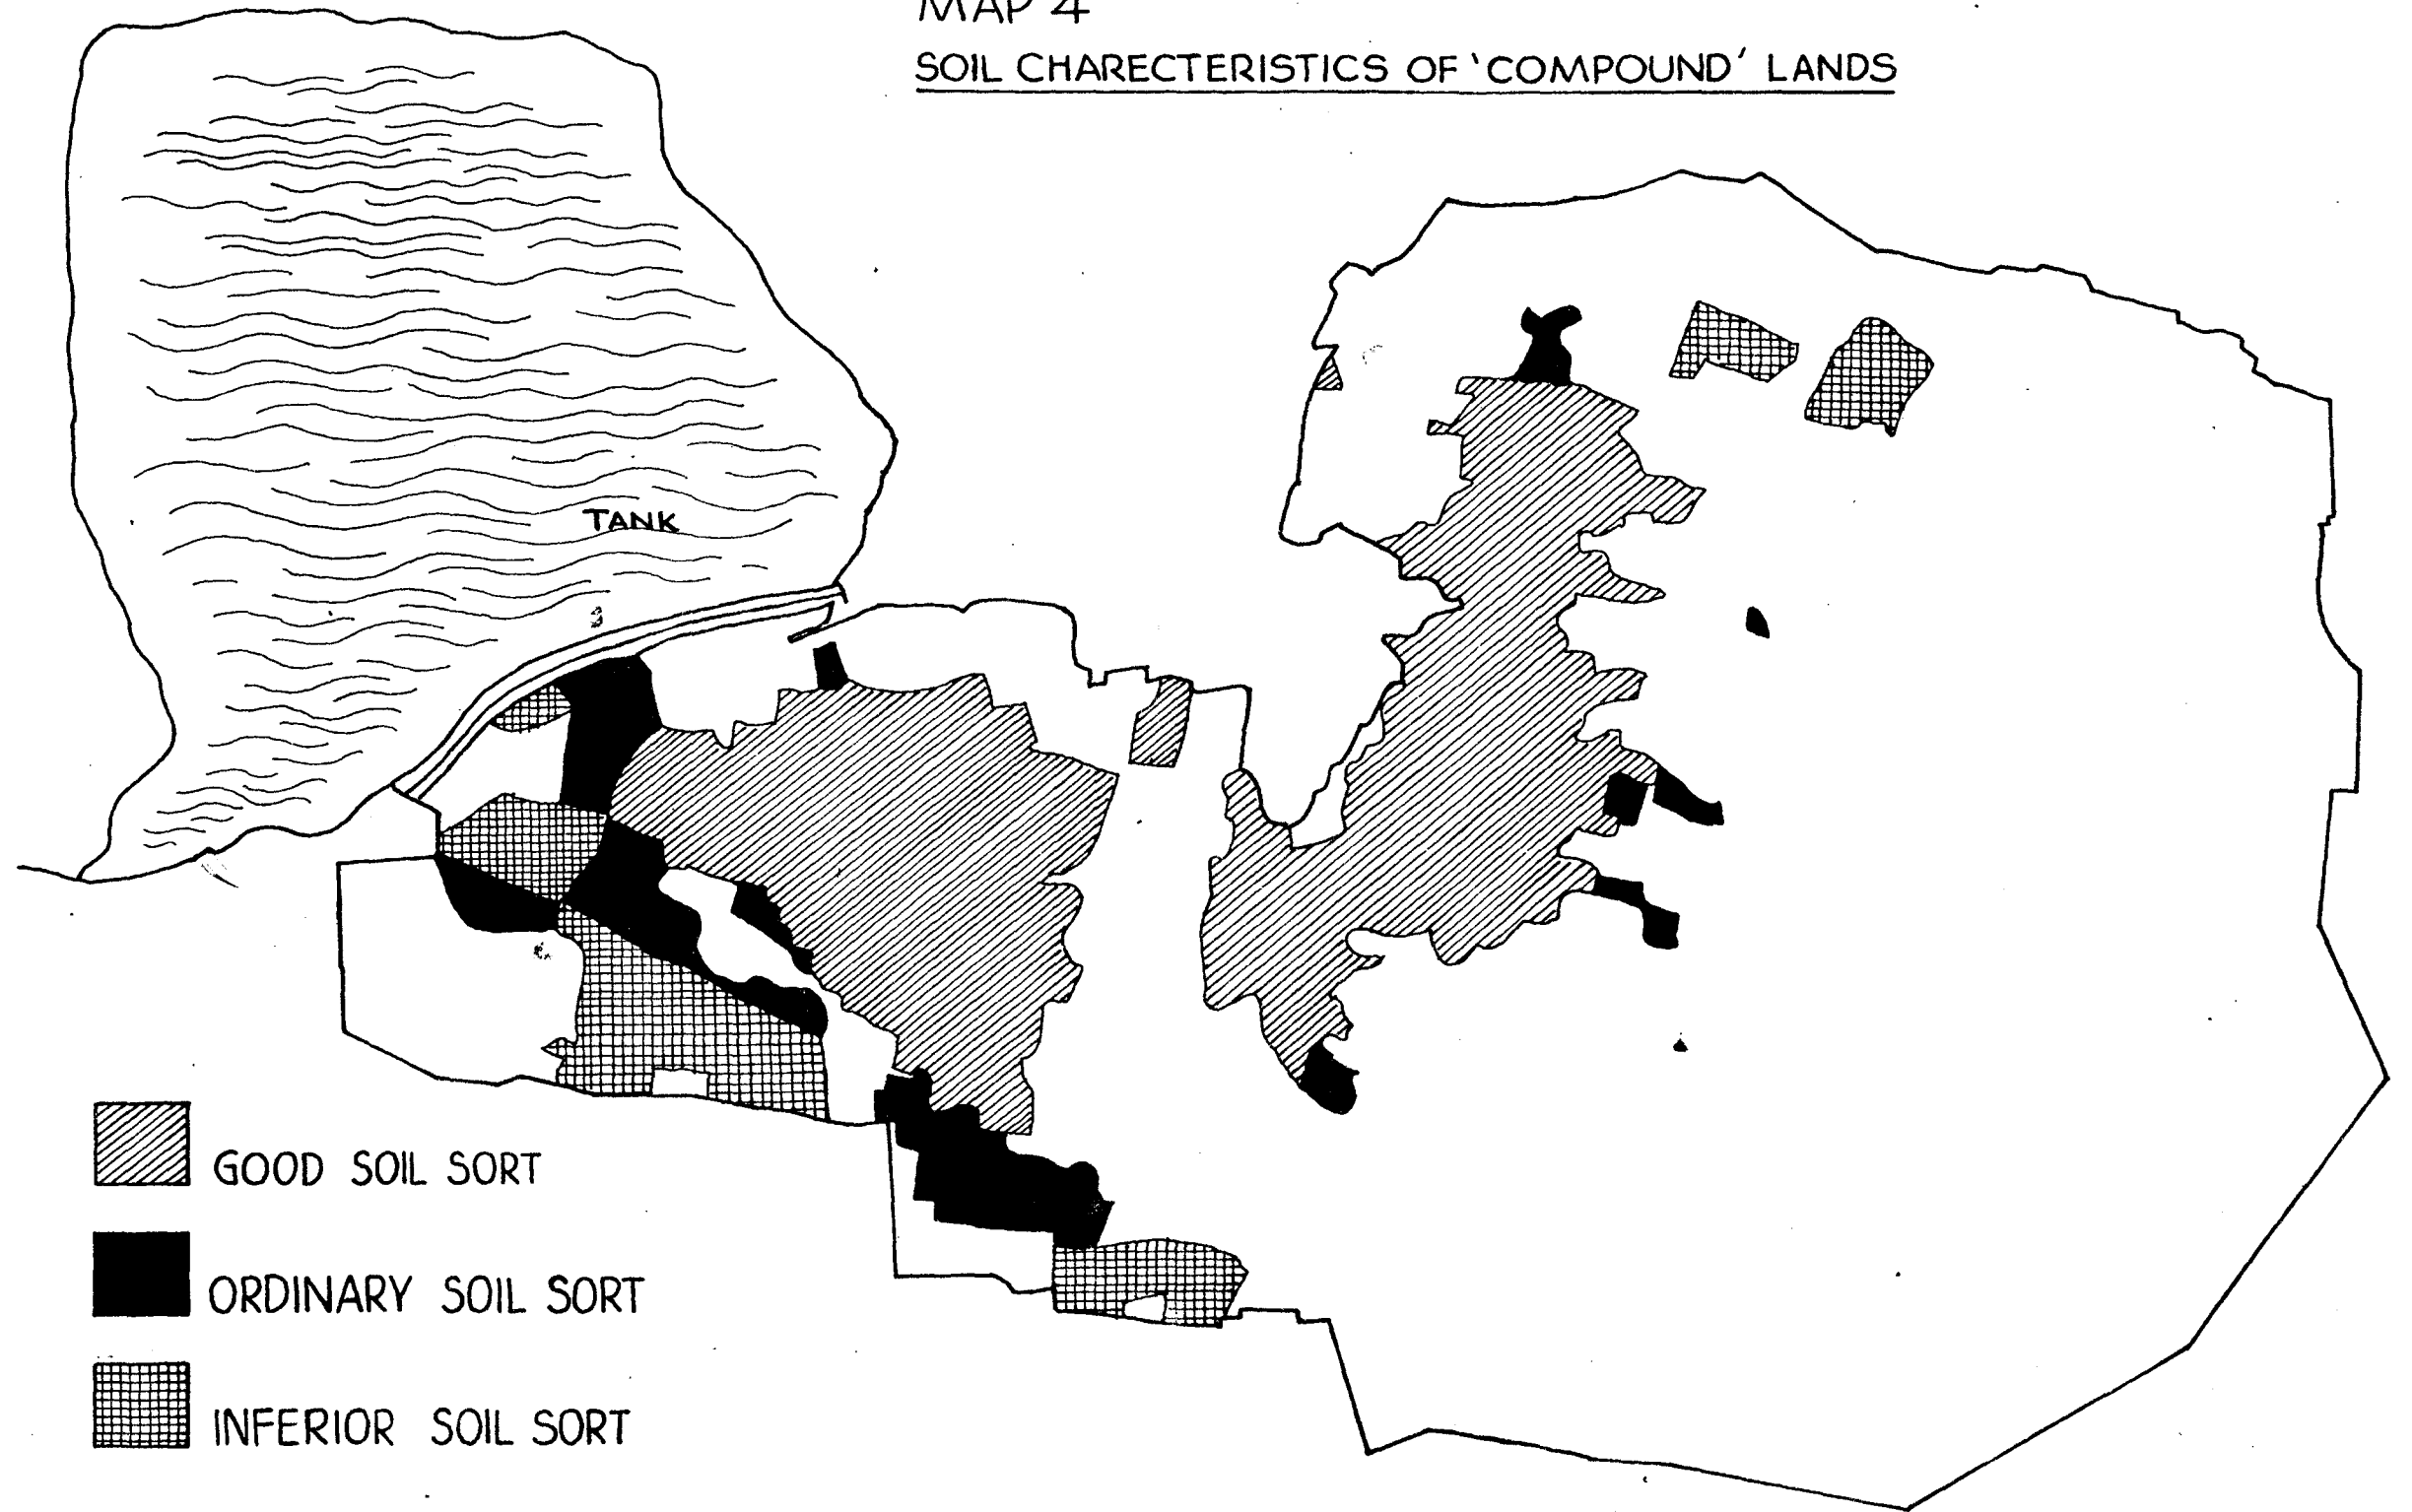 MAP 4
SOIL CHARECTERISTICS OF 'COMPOUND' LANDS
TANK
GOOD SOIL SORT
ORDINARY SOIL SORT
INFERIOR SOIL SORT